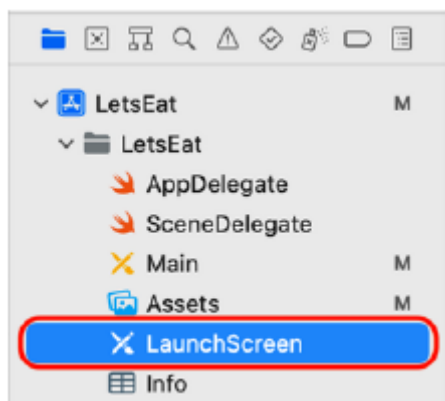 LetsEat M
LetsEat
AppDelegate
SceneDelegate
Main M
Assets M
LaunchScreen
Info